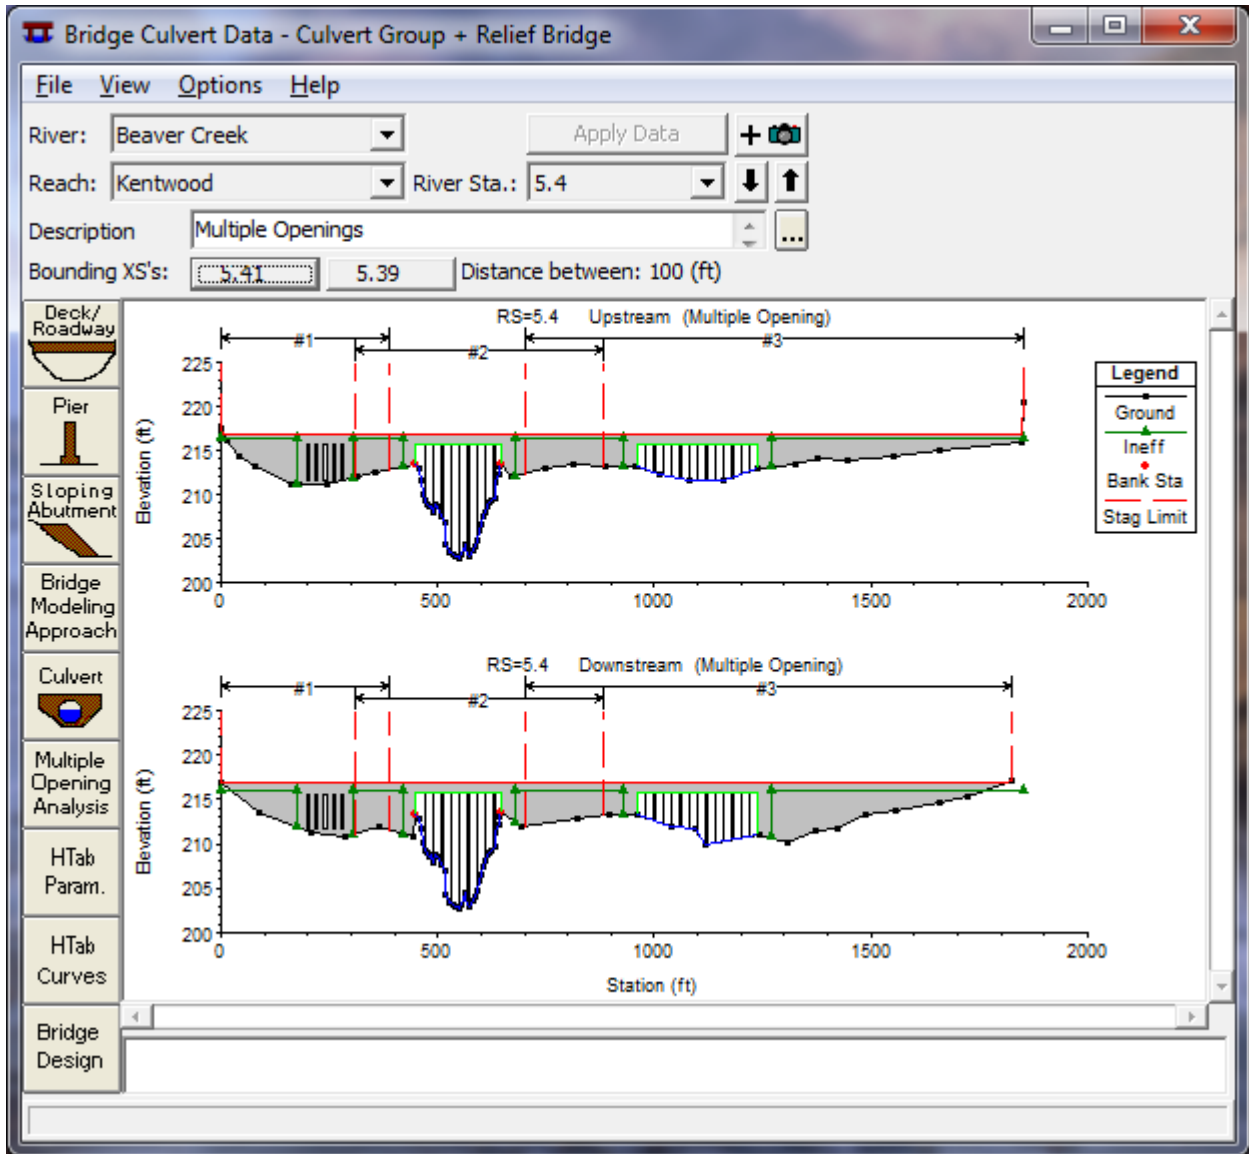 Bridge Culvert Data - Culvert Group + Relief Bridge
File View Options Help
River: Beaver Creek Apply Data +
Reach: Kentwood River Sta.: 5.4
Description Multiple Openings ...
Bounding XS's: 5.41 5.39 Distance between: 100 (ft)
Deck/
Roadway
Pier
Sloping
Abutment
Bridge
Modeling
Approach
Culvert
Multiple
Opening
Analysis
HTab
Param.
HTab
Curves
Bridge
Design
RS=5.4 Upstream (Multiple Opening)
#1 #2 #3
225
220
215
210
205
200
Elevation (ft)
0 500 1000 1500 2000
Legend
Ground
Ineff
Bank Sta
Stag Limit
RS=5.4 Downstream (Multiple Opening)
#1 #2 #3
225
220
215
210
205
200
Elevation (ft)
0 500 1000 1500 2000
Station (ft)